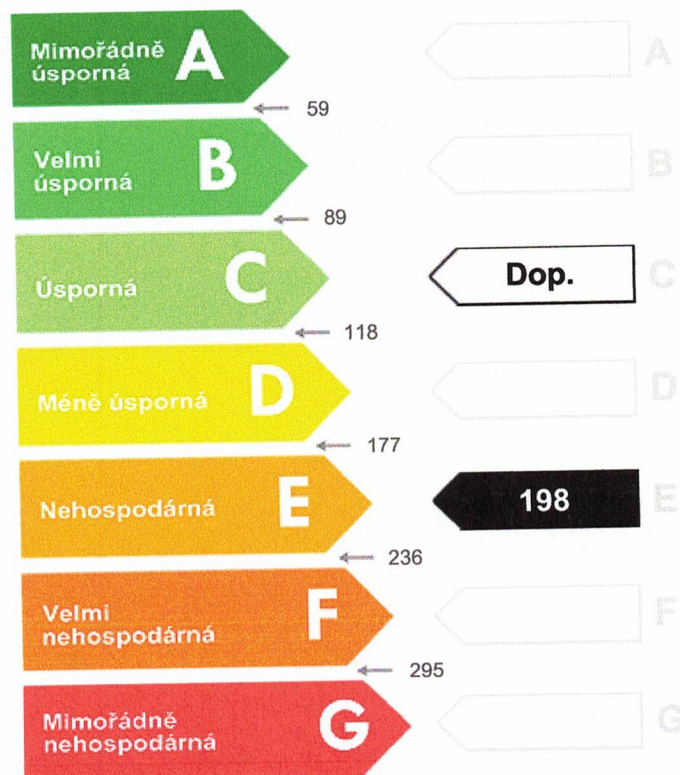 Mimořádně
úsporná A A
59
Velmi
úsporná B B
89
Úsporná C Dop. C
118
Méně úsporná D D
177
Nehospodárná E 198 E
236
Velmi
nehospodárná F F
295
Mimořádně
nehospodárná G G